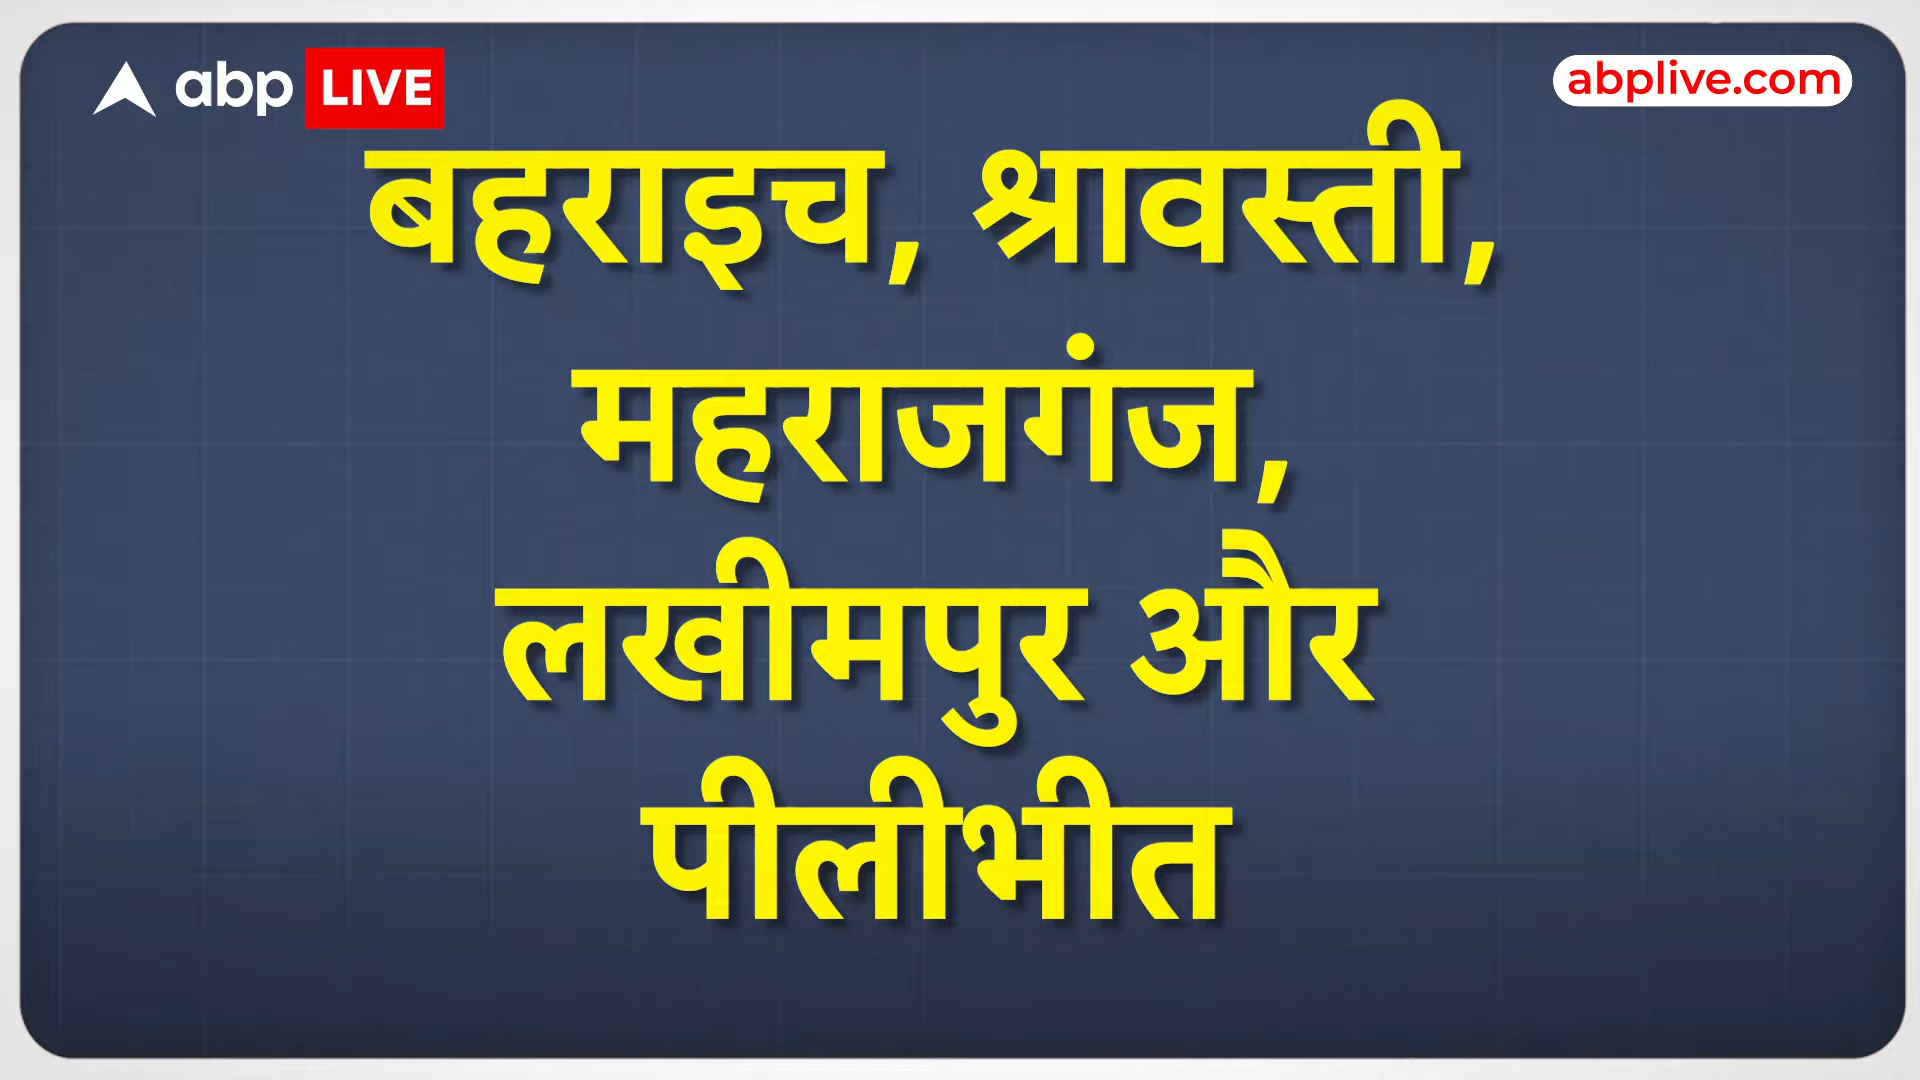 abp LIVE
abplive.com
बहराइच, श्रावस्ती,
महराजगंज,
लखीमपुर और
पीलीभीत